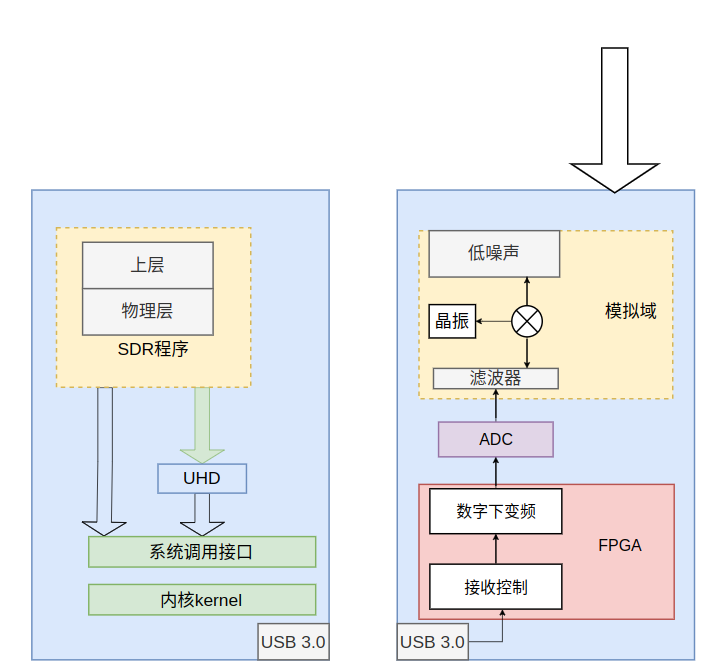 上层
物理层
SDR程序
UHD
系统调用接口
内核kernel
USB 3.0
低噪声
晶振
模拟域
滤波器
ADC
数字下变频
FPGA
接收控制
USB 3.0